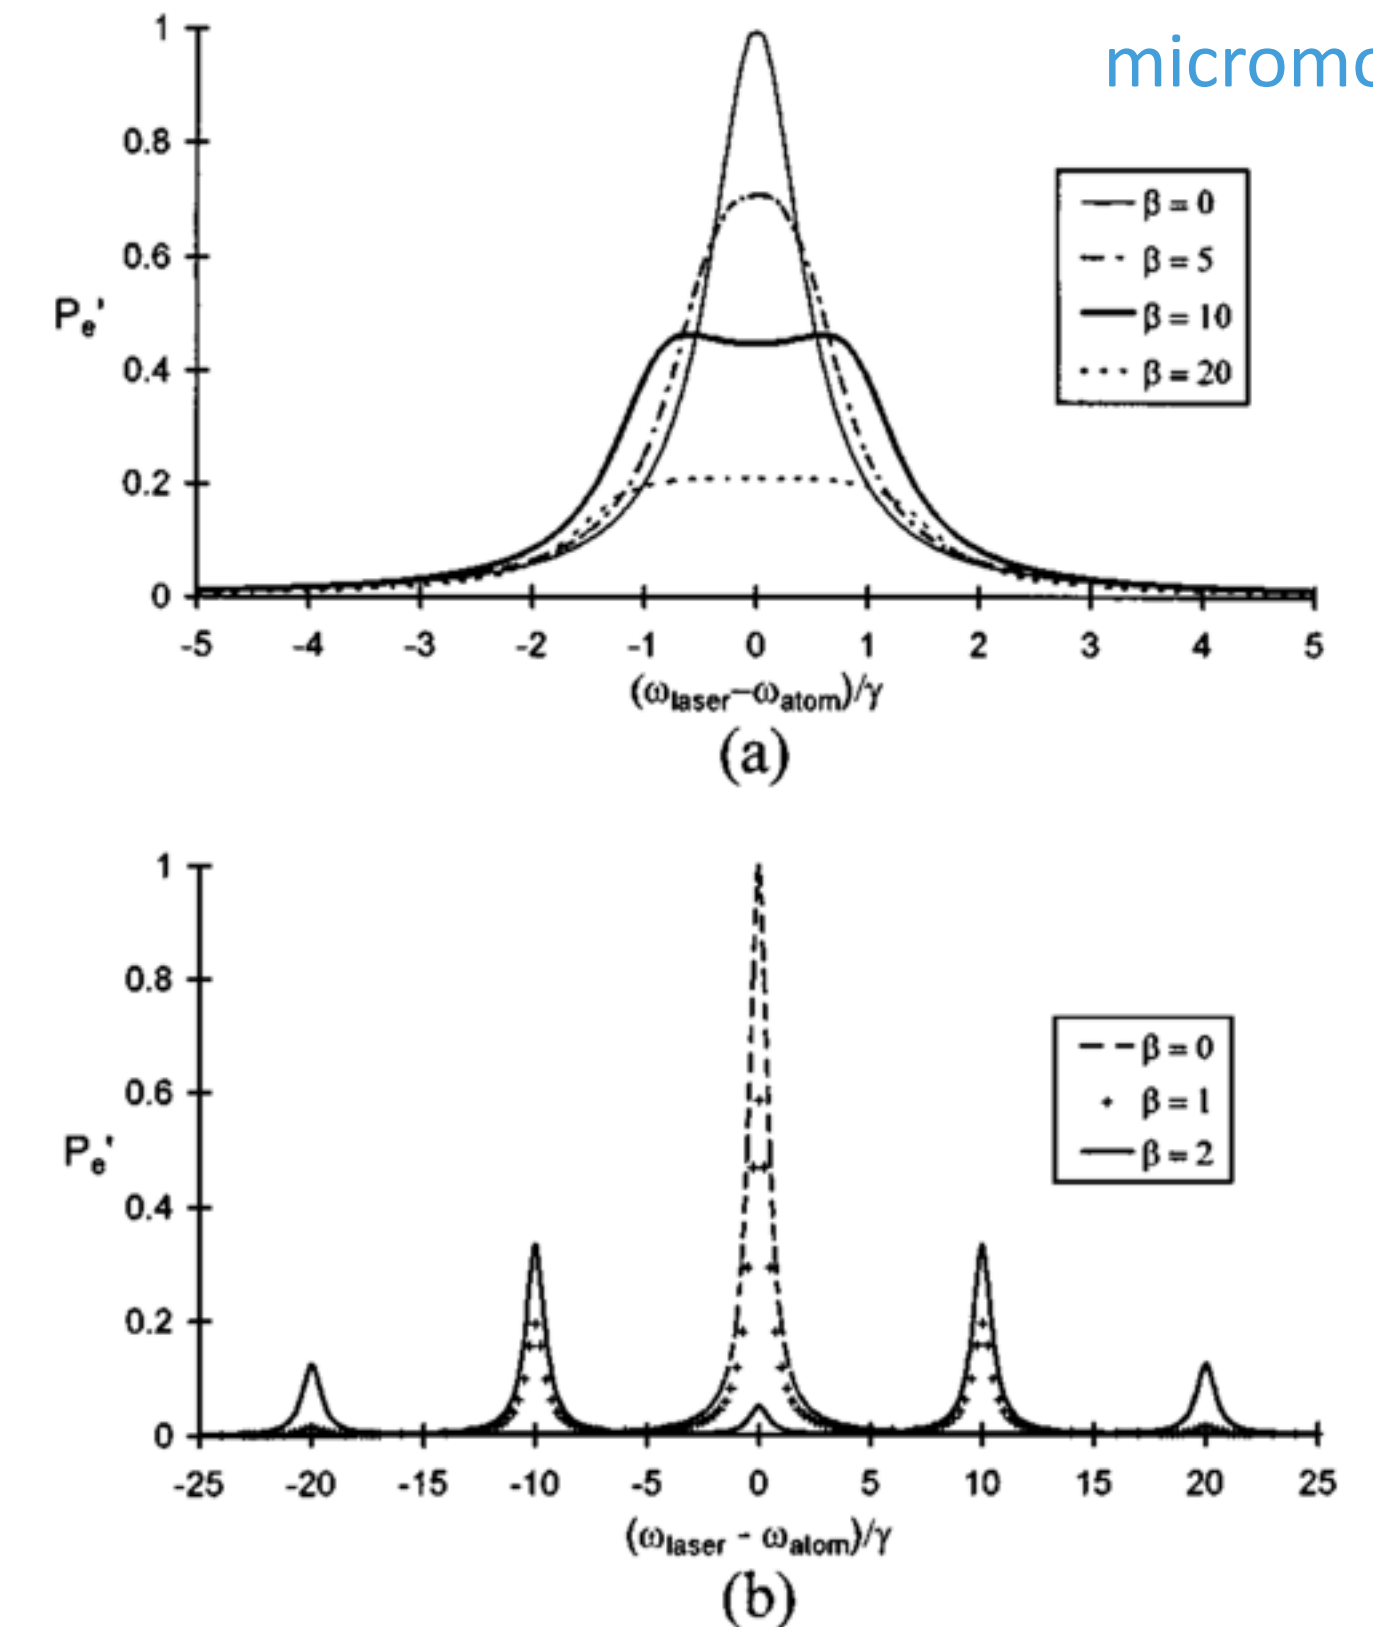 micromo
1
0.8
β = 0
β = 5
0.6
Pe'
β = 10
0.4
β = 20
0.2
0
-5 -4 -3 -2 -1 0 1 2 3 4 5
(ωlaser−ωatom)/γ
(a)
1
0.8
β = 0
0.6
β = 1
Pe'
β = 2
0.4
0.2
0
-25 -20 -15 -10 -5 0 5 10 15 20 25
(ωlaser - ωatom)/γ
(b)